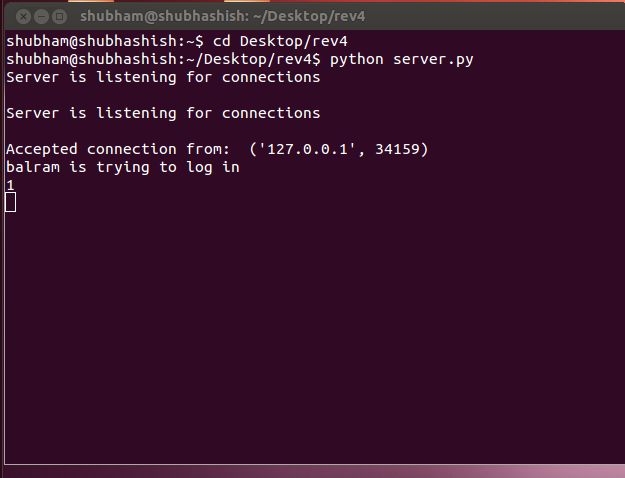 shubham@shubhashish: ~/Desktop/rev4
shubham@shubhashish:~$ cd Desktop/rev4
shubham@shubhashish:~/Desktop/rev4$ python server.py
Server is listening for connections
Server is listening for connections
Accepted connection from:  ('127.0.0.1', 34159)
balram is trying to log in
1